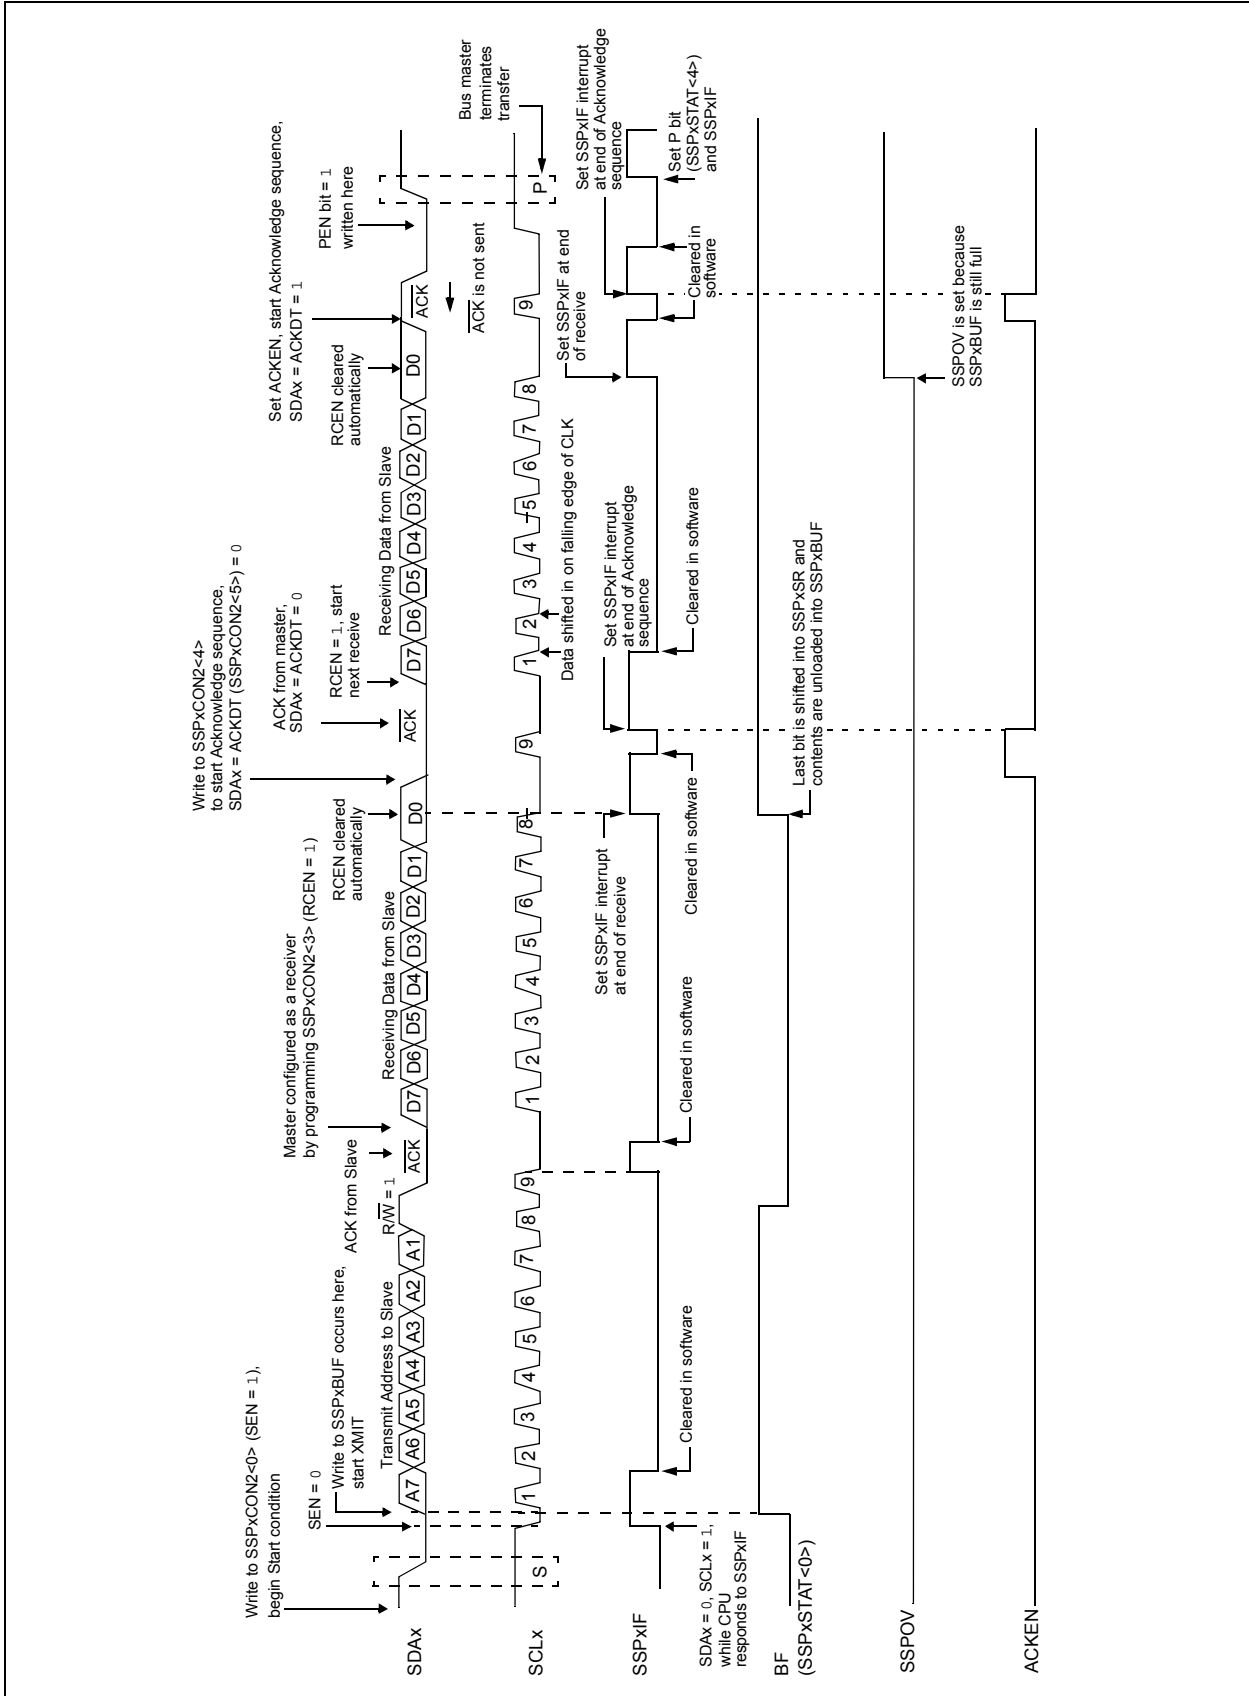 Write to SSPxCON2<4>
to start Acknowledge sequence,
SDAx = ACKDT (SSPxCON2<5>) = 0
Set ACKEN, start Acknowledge sequence,
SDAx = ACKDT = 1
Write to SSPxCON2<0> (SEN = 1),
begin Start condition
SEN = 0
Write to SSPxBUF occurs here,
start XMIT
Master configured as a receiver
by programming SSPxCON2<3> (RCEN = 1)
ACK from Slave
RCEN cleared
automatically
ACK from master,
SDAx = ACKDT = 0
RCEN = 1, start
next receive
RCEN cleared
automatically
PEN bit = 1
written here
Transmit Address to Slave
R/W = 1
Receiving Data from Slave
Receiving Data from Slave
SDAx
A7 A6 A5 A4 A3 A2 A1 ACK D7 D6 D5 D4 D3 D2 D1 D0 ACK D7 D6 D5 D4 D3 D2 D1 D0 ACK
ACK is not sent
Bus master
terminates
transfer
SCLx
S 1 2 3 4 5 6 7 8 9 1 2 3 4 5 6 7 8 9 1 2 3 4 5 6 7 8 9 P
Data shifted in on falling edge of CLK
Set SSPxIF interrupt
at end of receive
Set SSPxIF interrupt
at end of Acknowledge
sequence
Set SSPxIF at end
of receive
Set SSPxIF interrupt
at end of Acknowledge
sequence
SSPxIF
SDAx = 0, SCLx = 1,
while CPU
responds to SSPxIF
Cleared in software
Cleared in software
Cleared in software
Cleared in software
Cleared in
software
Set P bit
(SSPxSTAT<4>)
and SSPxIF
BF
(SSPxSTAT<0>)
Last bit is shifted into SSPxSR and
contents are unloaded into SSPxBUF
SSPOV
SSPOV is set because
SSPxBUF is still full
ACKEN